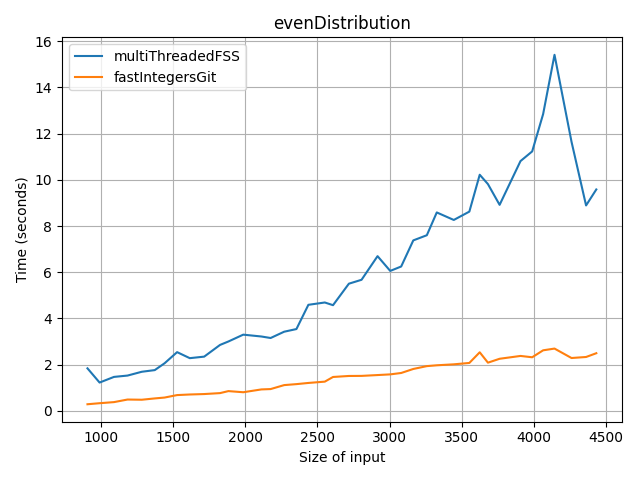 evenDistribution
multiThreadedFSS
fastIntegersGit
Time (seconds)
16
14
12
10
8
6
4
2
0
1000 1500 2000 2500 3000 3500 4000 4500
Size of input